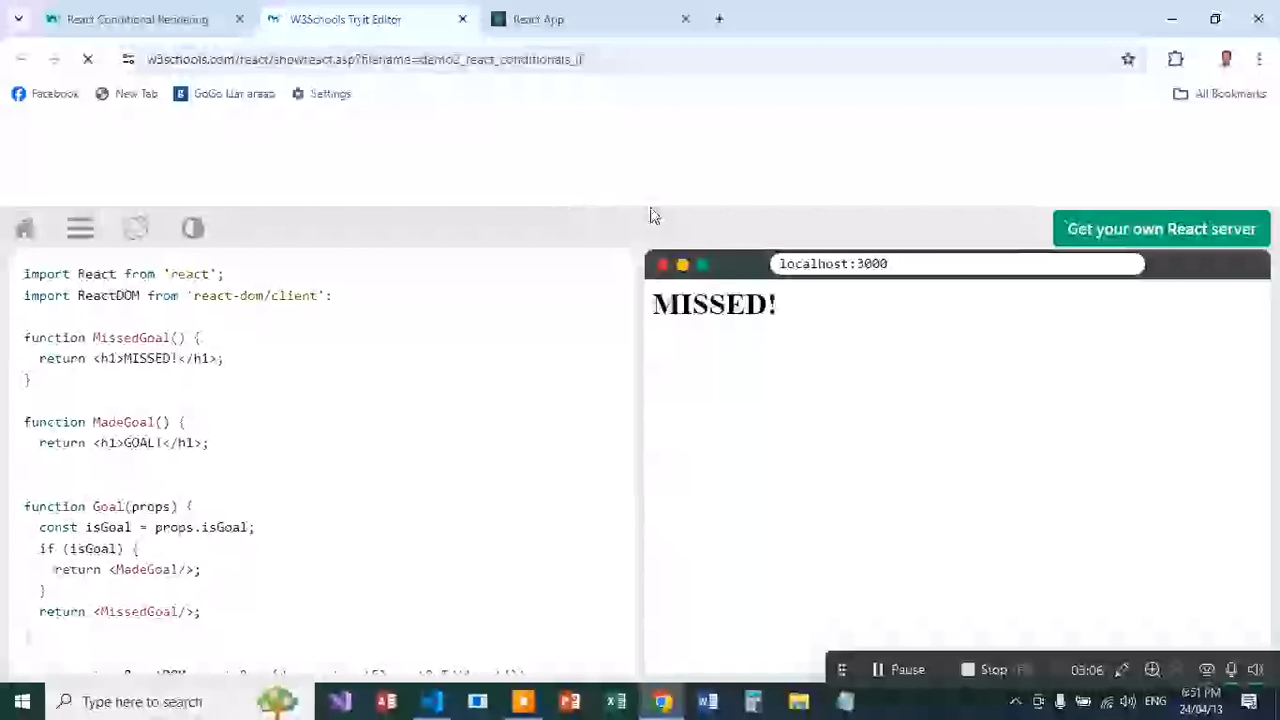 React Conditional Rendering
W3Schools Tryit Editor
React App
w3schools.com/react/showreact.asp?filename=demo2_react_conditionals_if
Facebook
New Tab
Settings
All Bookmarks
Get your own React server
localhost:3000
MISSED!
import React from 'react';
import ReactDOM from 'react-dom/client';
function MissedGoal() {
return <h1>MISSED!</h1>;
}
function MadeGoal() {
return <h1>GOAL!</h1>;
function Goal(props) {
const isGoal = props.isGoal;
if (isGoal) {
return <MadeGoal/>;
}
return <MissedGoal/>;
Pause
Stop
03:06
Type here to search
ENG
6:51 PM
24/04/13